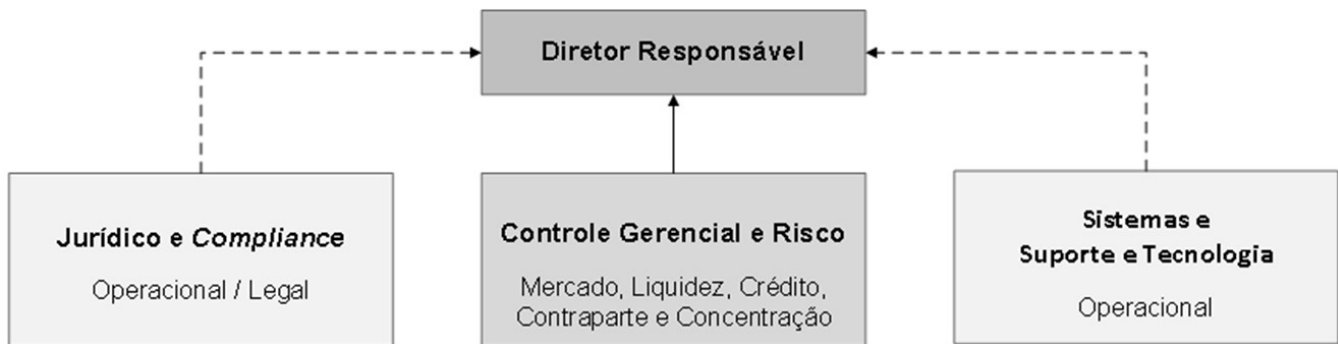 Diretor Responsável
Jurídico e Compliance
Operacional / Legal
Controle Gerencial e Risco
Mercado, Liquidez, Crédito,
Contraparte e Concentração
Sistemas e
Suporte e Tecnologia
Operacional